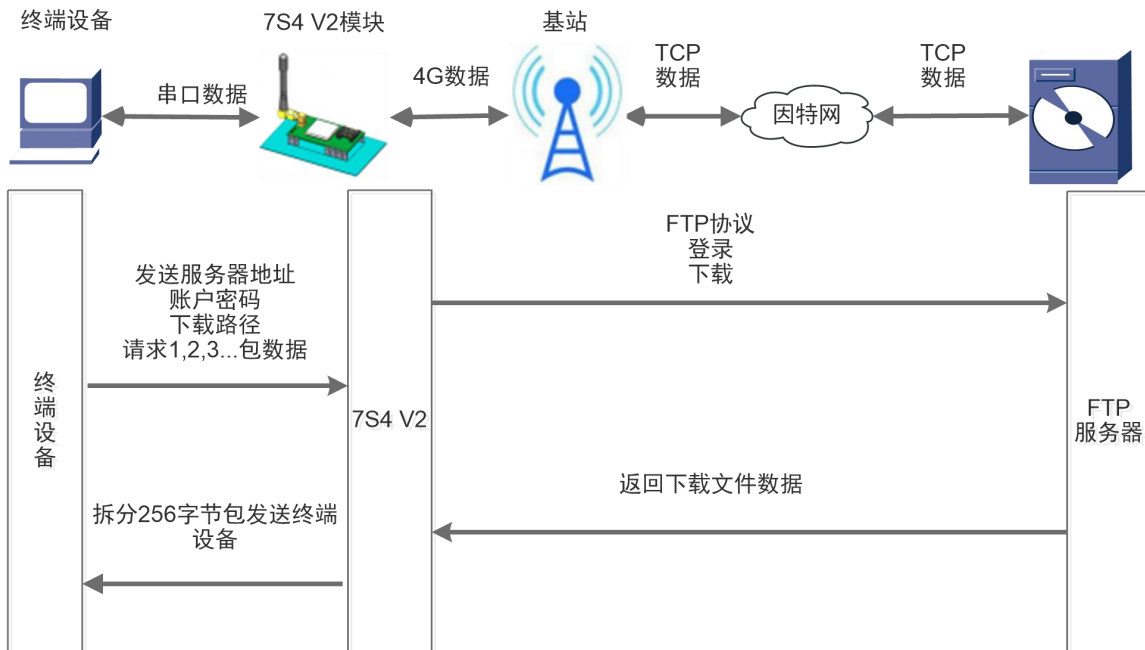 终端设备
7S4 V2模块
基站
串口数据
4G数据
TCP
数据
因特网
TCP
数据
FTP协议
登录
下载
发送服务器地址
账户密码
下载路径
请求1,2,3...包数据
终
端
设
备
7S4 V2
FTP
服务器
返回下载文件数据
拆分256字节包发送终端
设备